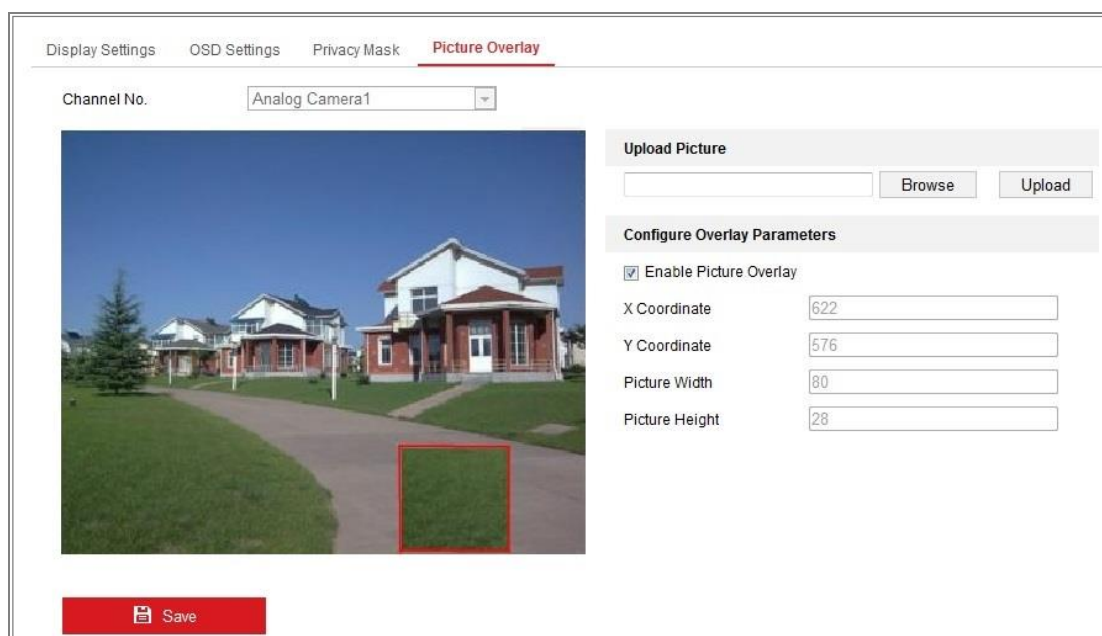 Display Settings OSD Settings Privacy Mask Picture Overlay
Channel No. Analog Camera1
Upload Picture
Browse Upload
Configure Overlay Parameters
Enable Picture Overlay
X Coordinate 622
Y Coordinate 576
Picture Width 80
Picture Height 28
Save